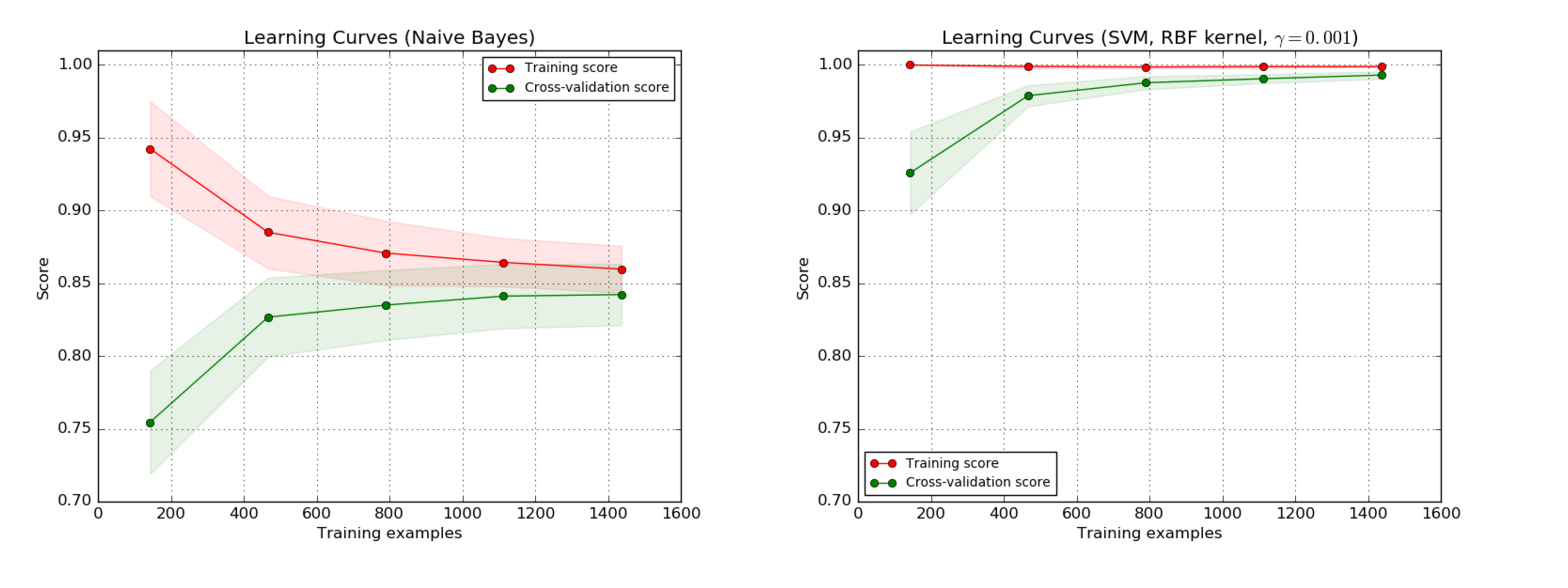 Learning Curves (Naive Bayes)
1.00
0.95
0.90
0.85
0.80
0.75
0.70
Score
Training score
Cross-validation score
0 200 400 600 800 1000 1200 1400 1600
Training examples
Learning Curves (SVM, RBF kernel, γ = 0.001)
1.00
0.95
0.90
0.85
0.80
0.75
0.70
Score
Training score
Cross-validation score
0 200 400 600 800 1000 1200 1400 1600
Training examples